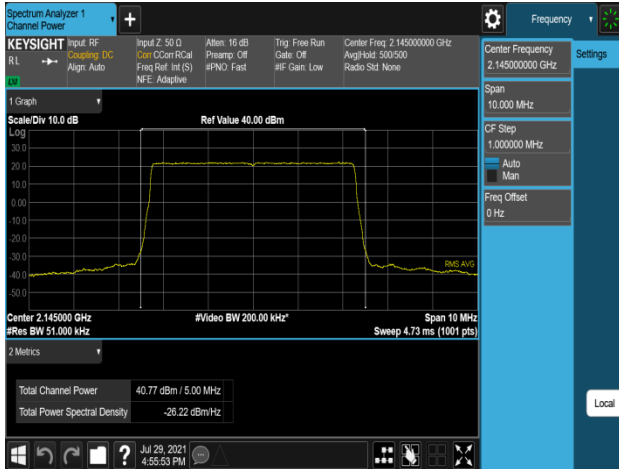 Spectrum Analyzer 1
Channel Power
Frequency
KEYSIGHT
RL
Input: RF
Coupling: DC
Align: Auto
Input Z: 50 Ω
Corr CCorr RCal
Freq Ref: Int (S)
NFE: Adaptive
Atten: 16 dB
Preamp: Off
#PNO: Fast
Trig: Free Run
Gate: Off
#IF Gain: Low
Center Freq: 2.145000000 GHz
Avg|Hold: 500/500
Radio Std: None
Center Frequency
2.145000000 GHz
Settings
Span
10.000 MHz
CF Step
1.000000 MHz
Auto
Man
Freq Offset
0 Hz
1 Graph
Scale/Div 10.0 dB
Ref Value 40.00 dBm
Log
30.0
20.0
10.0
0.00
-10.0
-20.0
-30.0
-40.0
-50.0
RMS AVG
Center 2.145000 GHz
#Video BW 200.00 kHz*
Span 10 MHz
#Res BW 51.000 kHz
Sweep 4.73 ms (1001 pts)
2 Metrics
Total Channel Power 40.77 dBm / 5.00 MHz
Total Power Spectral Density -26.22 dBm/Hz
Local
?
Jul 29, 2021
4:55:53 PM